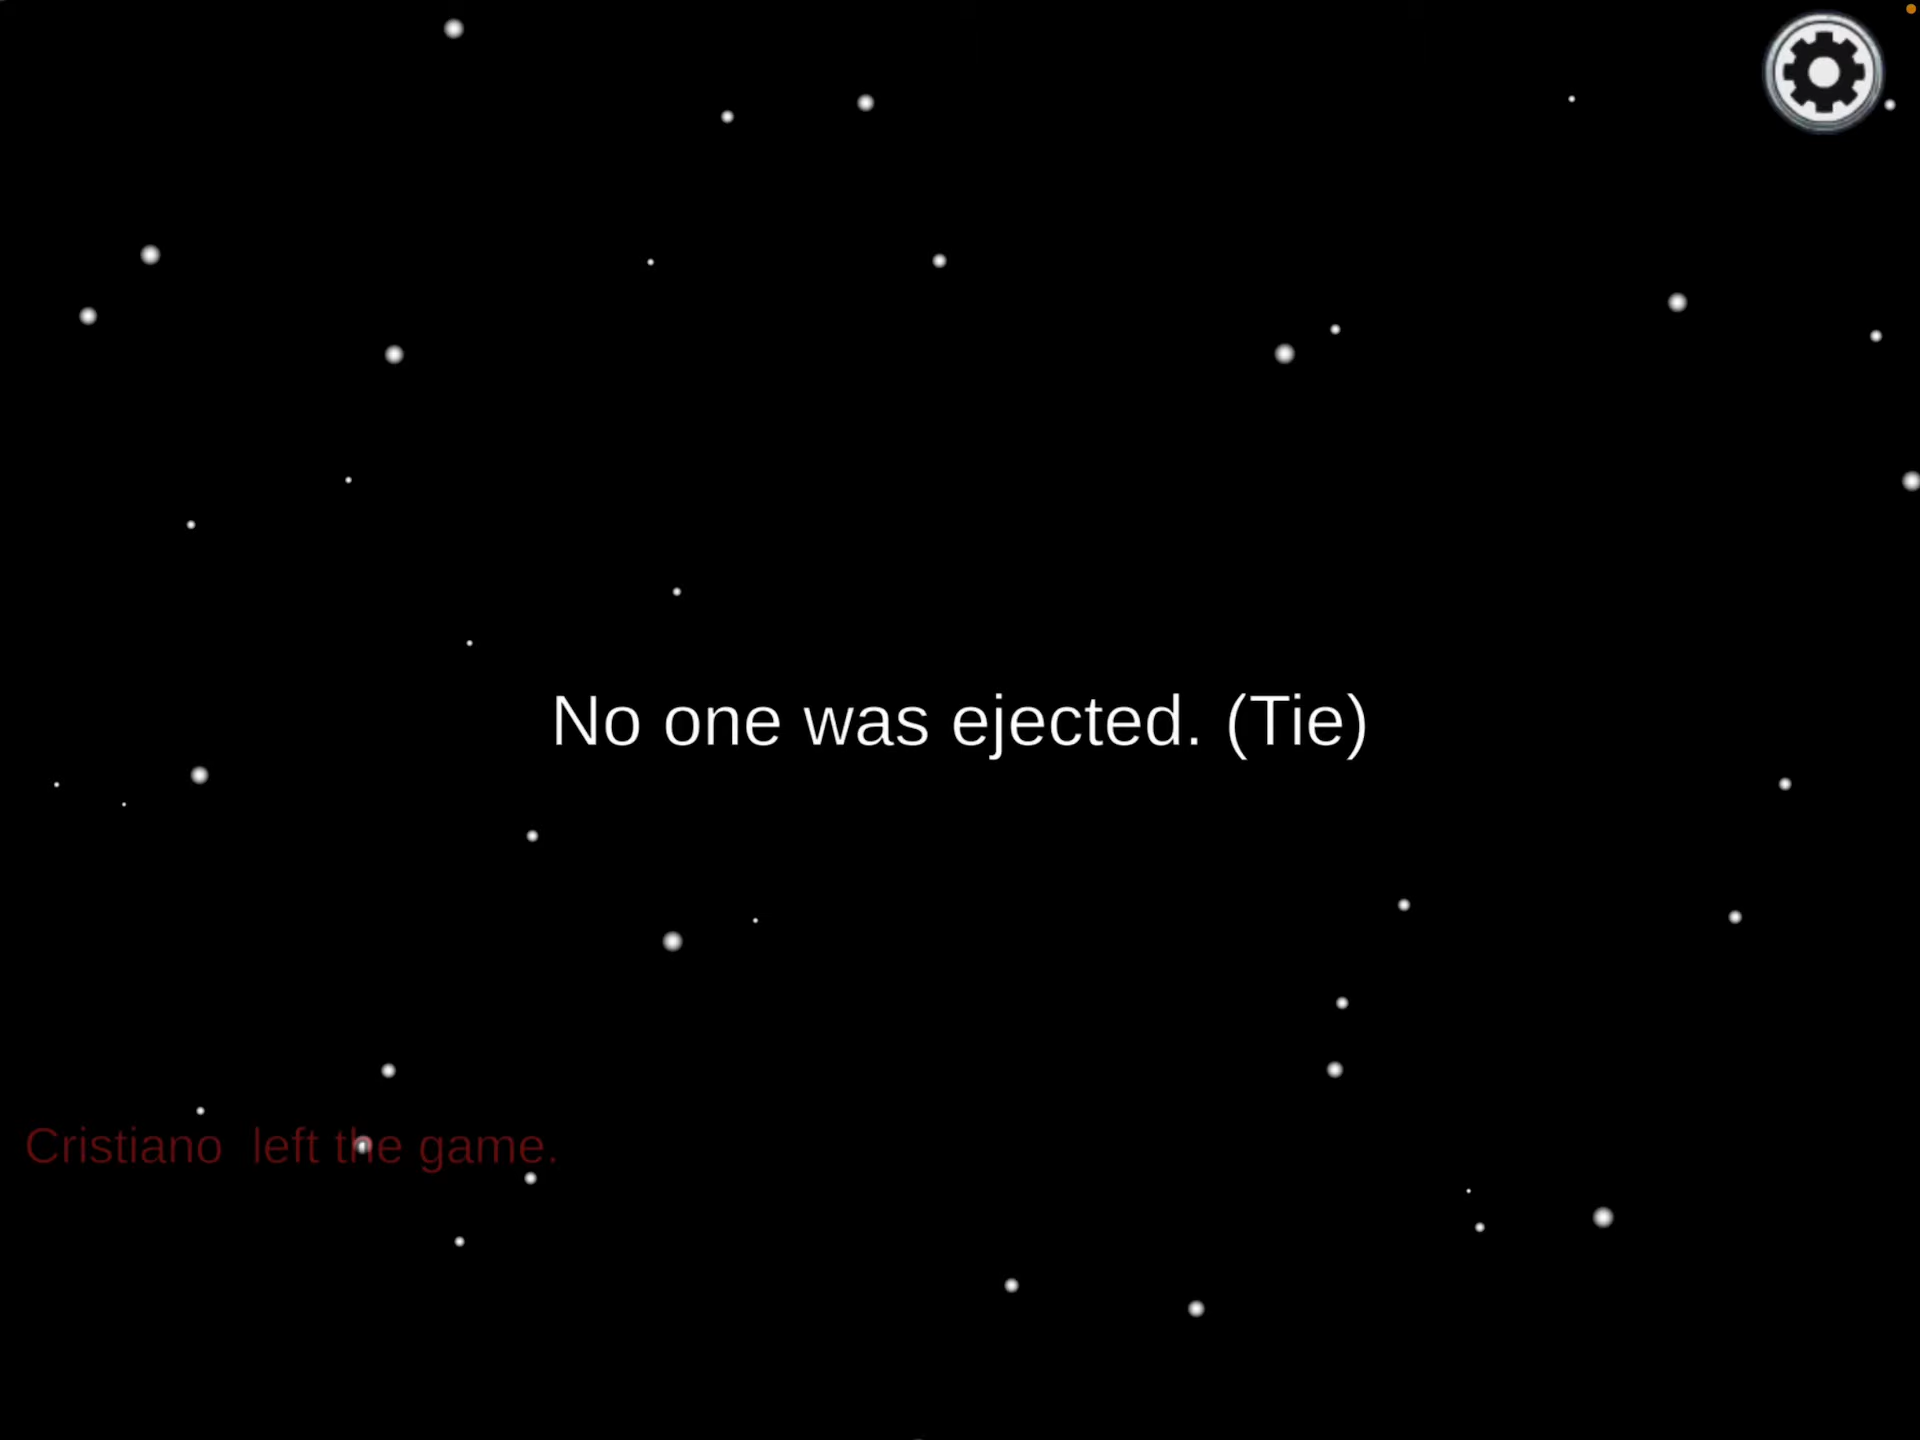 No one was ejected. (Tie)
Cristiano  left the game.